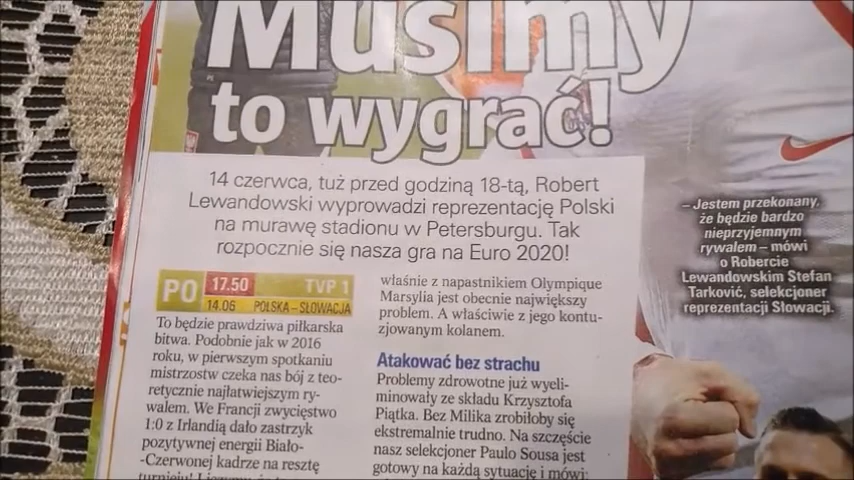 Musimy
to wygrać!
14 czerwca, tuż przed godziną 18-tą, Robert
Lewandowski wyprowadzi reprezentację Polski
na murawę stadionu w Petersburgu. Tak
rozpocznie się nasza gra na Euro 2020!
PO 17.50 TVP 1
14.06 POLSKA – SŁOWACJA
To będzie prawdziwa piłkarska
bitwa. Podobnie jak w 2016
roku, w pierwszym spotkaniu
mistrzostw czeka nas bój z teo-
retycznie najłatwiejszym ry-
walem. We Francji zwycięstwo
1:0 z Irlandią dało zastrzyk
pozytywnej energii Biało-
-Czerwonej kadrze na resztę
turnieju!
właśnie z napastnikiem Olympique
Marsylia jest obecnie największy
problem. A właściwie z jego kontu-
zjowanym kolanem.
Atakować bez strachu
Problemy zdrowotne już wyeli-
minowały ze składu Krzysztofa
Piątka. Bez Milika zrobiłoby się
ekstremalnie trudno. Na szczęście
nasz selekcjoner Paulo Sousa jest
gotowy na każdą sytuację i mówi:
– Jestem przekonany,
że będzie bardzo
nieprzyjemnym
rywalem – mówi
o Robercie
Lewandowskim Stefan
Tarković, selekcjoner
reprezentacji Słowacji.